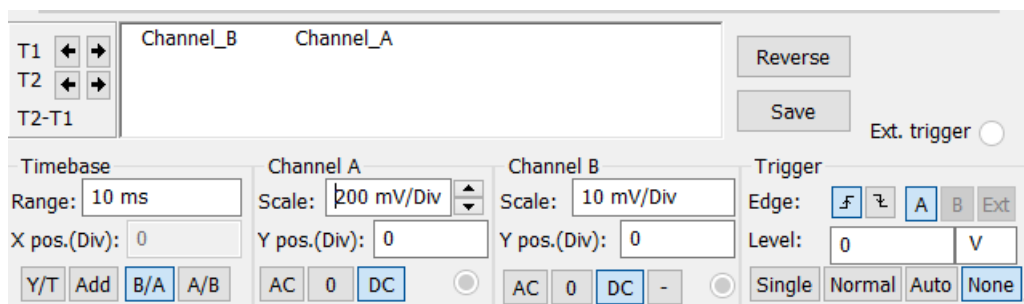 T1 Channel_B Channel_A Reverse
T2
T2-T1 Save
Ext. trigger
Timebase Channel A Channel B Trigger
Range: 10 ms Scale: 200 mV/Div Scale: 10 mV/Div Edge: A B Ext
X pos.(Div): 0 Y pos.(Div): 0 Y pos.(Div): 0 Level: 0 V
Y/T Add B/A A/B AC 0 DC AC 0 DC - Single Normal Auto None